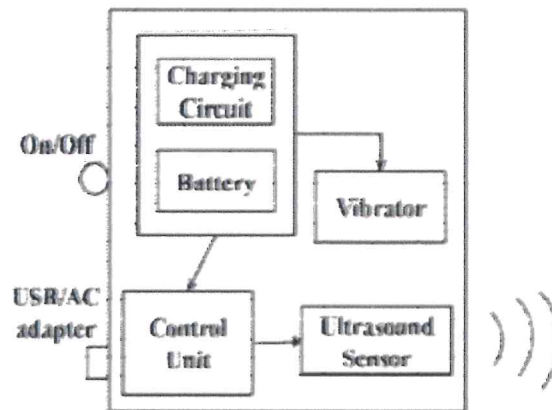 Charging
Circuit
On/Off
Battery
Vibrator
USB/AC
adapter
Control
Unit
Ultrasound
Sensor